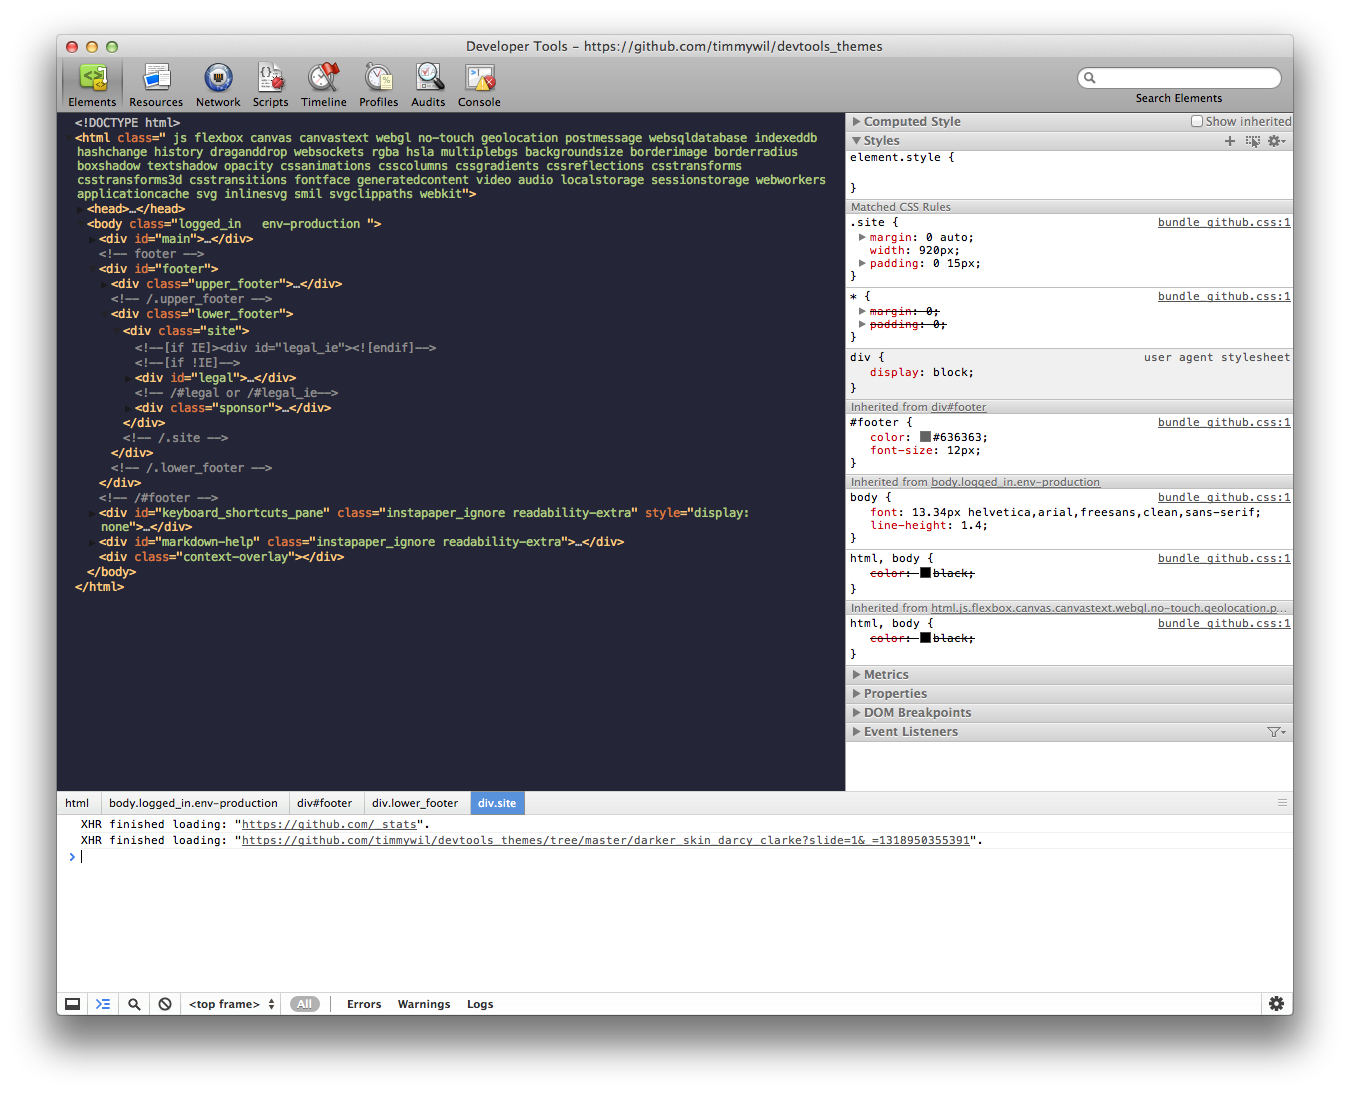 Developer Tools - https://github.com/timmywil/devtools_themes
Elements Resources Network Scripts Timeline Profiles Audits Console
Search Elements
<!DOCTYPE html>
<html class=" js flexbox canvas canvastext webgl no-touch geolocation postmessage websqldatabase indexeddb
hashchange history draganddrop websockets rgba hsla multiplebgs backgroundsize borderimage borderradius
boxshadow textshadow opacity cssanimations csscolumns cssgradients cssreflections csstransforms
csstransforms3d csstransitions fontface generatedcontent video audio localstorage sessionstorage webworkers
applicationcache svg inlinesvg smil svgclippaths webkit">
<head>…</head>
<body class="logged_in   env-production ">
<div id="main">…</div>
<!-- footer -->
<div id="footer">
<div class="upper_footer">…</div>
<!-- /.upper_footer -->
<div class="lower_footer">
<div class="site">
<!--[if IE]><div id="legal_ie"><![endif]-->
<!--[if !IE]-->
<div id="legal">…</div>
<!-- /#legal or /#legal_ie-->
<div class="sponsor">…</div>
</div>
<!-- /.site -->
</div>
<!-- /.lower_footer -->
</div>
<!-- /#footer -->
<div id="keyboard_shortcuts_pane" class="instapaper_ignore readability-extra" style="display:
none">…</div>
<div id="markdown-help" class="instapaper_ignore readability-extra">…</div>
<div class="context-overlay"></div>
</body>
</html>
Computed Style Show inherited
Styles
element.style {
}
Matched CSS Rules
.site { bundle_github.css:1
margin: 0 auto;
width: 920px;
padding: 0 15px;
}
* { bundle_github.css:1
margin: 0;
padding: 0;
}
div { user agent stylesheet
display: block;
}
Inherited from div#footer
#footer { bundle_github.css:1
color: #636363;
font-size: 12px;
}
Inherited from body.logged_in.env-production
body { bundle_github.css:1
font: 13.34px helvetica,arial,freesans,clean,sans-serif;
line-height: 1.4;
}
html, body { bundle_github.css:1
color: black;
}
Inherited from html.js.flexbox.canvas.canvastext.webgl.no-touch.geolocation.p…
html, body { bundle_github.css:1
color: black;
}
Metrics
Properties
DOM Breakpoints
Event Listeners
html body.logged_in.env-production div#footer div.lower_footer div.site
XHR finished loading: "https://github.com/_stats".
XHR finished loading: "https://github.com/timmywil/devtools_themes/tree/master/darker_skin_darcy_clarke?slide=1&_=1318950355391".
<top frame> All Errors Warnings Logs